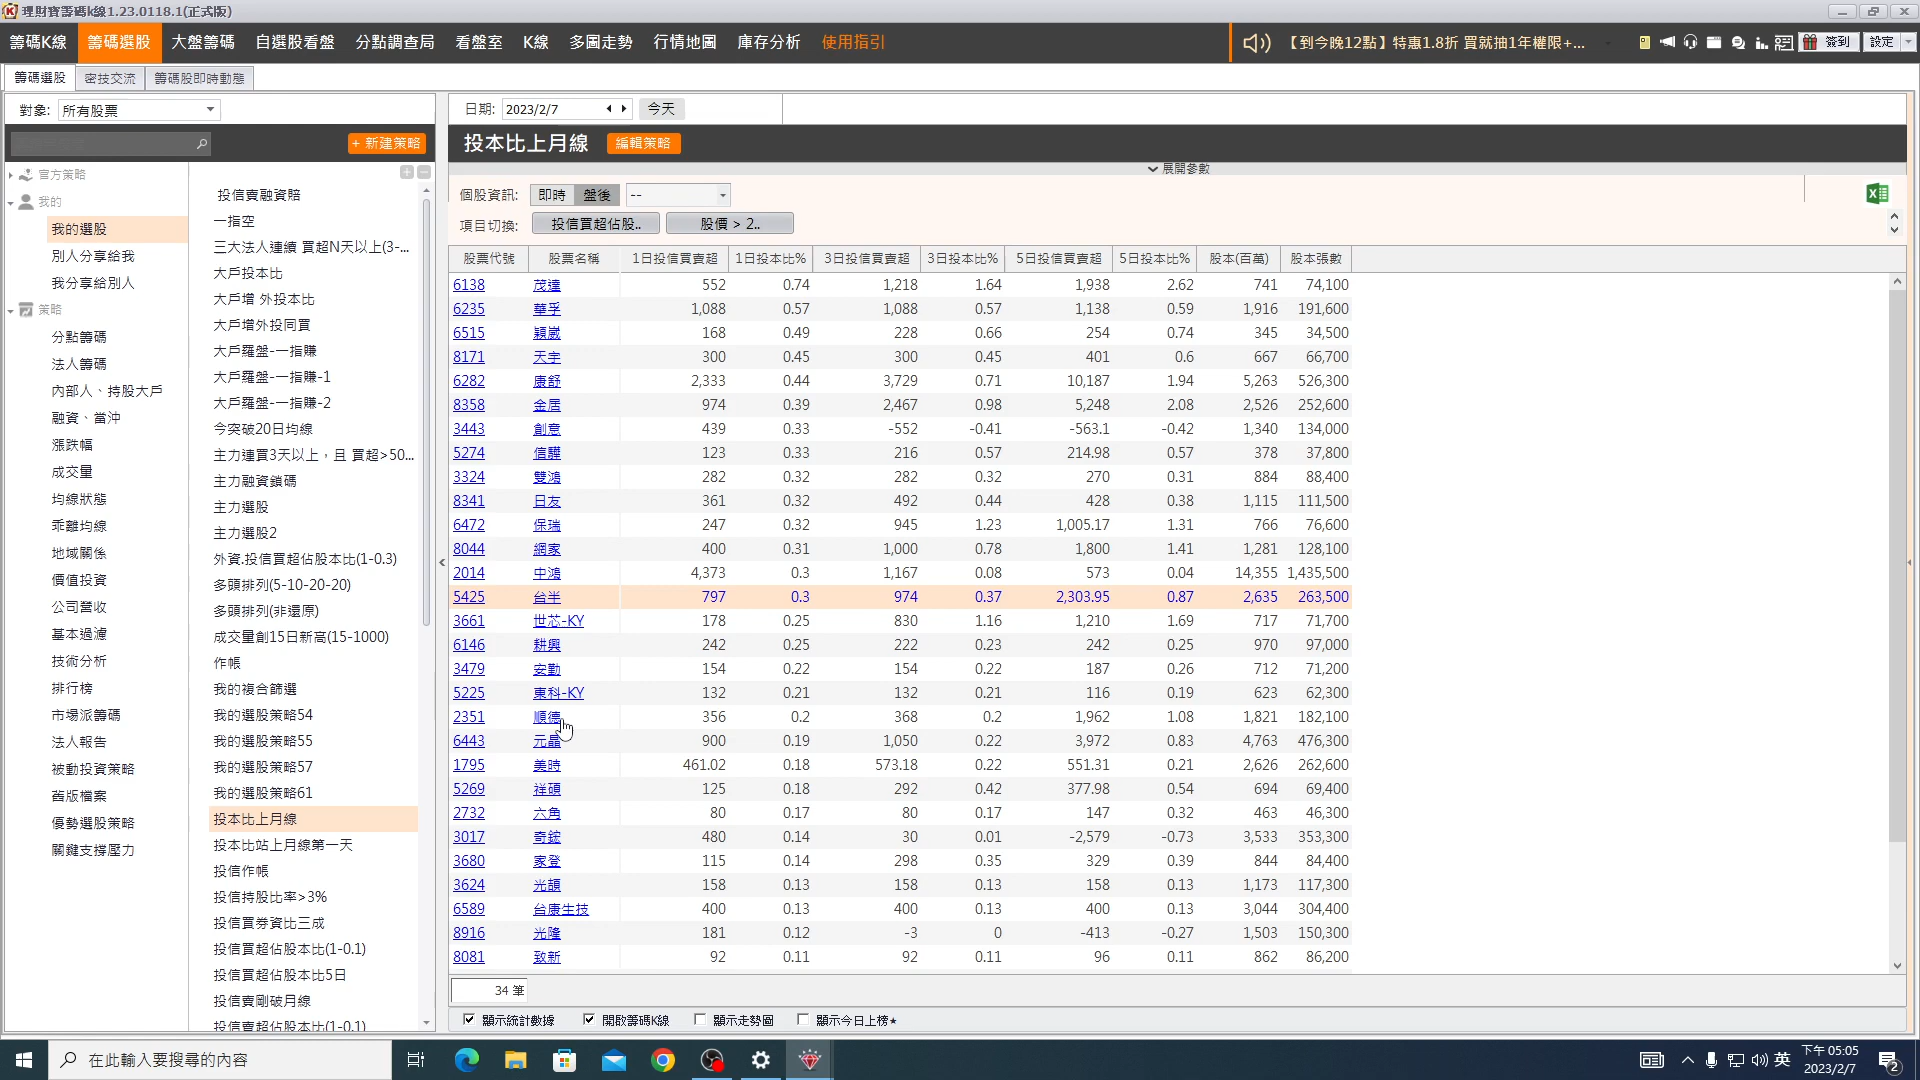 理財寶籌碼k線1.23.0118.1(正式版)
籌碼K線 籌碼選股 大盤籌碼 自選股看盤 分點調查局 看盤室 K線 多圖走勢 行情地圖 庫存分析 使用指引 【到今晚12點】特惠1.8折 買就抽1年權限+... 簽到 設定
籌碼選股 密技交流 籌碼股即時動態
對象: 所有股票
日期: 2023/2/7 今天
+ 新建策略
投本比上月線 編輯策略
展開參數
官方策略
我的
我的選股
別人分享給我
我分享給別人
策略
分點籌碼
法人籌碼
內部人、持股大戶
融資、當沖
漲跌幅
成交量
均線狀態
乖離均線
地域關係
價值投資
公司營收
基本過濾
技術分析
排行榜
市場派籌碼
法人報告
被動投資策略
舊版檔案
優勢選股策略
關鍵支撐壓力
投信賣融資賠
一指空
三大法人連續 買超N天以上(3-...
大戶投本比
大戶增 外投本比
大戶增外投同買
大戶羅盤-一指賺
大戶羅盤-一指賺-1
大戶羅盤-一指賺-2
今突破20日均線
主力連買3天以上，且 買超>50...
主力融資鎖碼
主力選股
主力選股2
外資.投信買超佔股本比(1-0.3)
多頭排列(5-10-20-20)
多頭排列(非還原)
成交量創15日新高(15-1000)
作帳
我的複合篩選
我的選股策略54
我的選股策略55
我的選股策略57
我的選股策略61
投本比上月線
投本比站上月線第一天
投信作帳
投信持股比率>3%
投信買券資比三成
投信買超佔股本比(1-0.1)
投信買超佔股本比5日
投信賣剛破月線
投信賣超佔股本比(1-0.1)
個股資訊: 即時 盤後 --
項目切換: 投信買超佔股.. 股價 > 2..
股票代號 股票名稱 1日投信買賣超 1日投本比% 3日投信買賣超 3日投本比% 5日投信買賣超 5日投本比% 股本(百萬) 股本張數
6138 茂達 552 0.74 1,218 1.64 1,938 2.62 741 74,100
6235 華孚 1,088 0.57 1,088 0.57 1,138 0.59 1,916 191,600
6515 穎崴 168 0.49 228 0.66 254 0.74 345 34,500
8171 天宇 300 0.45 300 0.45 401 0.6 667 66,700
6282 康舒 2,333 0.44 3,729 0.71 10,187 1.94 5,263 526,300
8358 金居 974 0.39 2,467 0.98 5,248 2.08 2,526 252,600
3443 創意 439 0.33 -552 -0.41 -563.1 -0.42 1,340 134,000
5274 信驊 123 0.33 216 0.57 214.98 0.57 378 37,800
3324 雙鴻 282 0.32 282 0.32 270 0.31 884 88,400
8341 日友 361 0.32 492 0.44 428 0.38 1,115 111,500
6472 保瑞 247 0.32 945 1.23 1,005.17 1.31 766 76,600
8044 網家 400 0.31 1,000 0.78 1,800 1.41 1,281 128,100
2014 中鴻 4,373 0.3 1,167 0.08 573 0.04 14,355 1,435,500
5425 台半 797 0.3 974 0.37 2,303.95 0.87 2,635 263,500
3661 世芯-KY 178 0.25 830 1.16 1,210 1.69 717 71,700
6146 耕興 242 0.25 222 0.23 242 0.25 970 97,000
3479 安勤 154 0.22 154 0.22 187 0.26 712 71,200
5225 東科-KY 132 0.21 132 0.21 116 0.19 623 62,300
2351 順德 356 0.2 368 0.2 1,962 1.08 1,821 182,100
6443 元晶 900 0.19 1,050 0.22 3,972 0.83 4,763 476,300
1795 美時 461.02 0.18 573.18 0.22 551.31 0.21 2,626 262,600
5269 祥碩 125 0.18 292 0.42 377.98 0.54 694 69,400
2732 六角 80 0.17 80 0.17 147 0.32 463 46,300
3017 奇鋐 480 0.14 30 0.01 -2,579 -0.73 3,533 353,300
3680 家登 115 0.14 298 0.35 329 0.39 844 84,400
3624 光頡 158 0.13 158 0.13 158 0.13 1,173 117,300
6589 台康生技 400 0.13 400 0.13 400 0.13 3,044 304,400
8916 光隆 181 0.12 -3 0 -413 -0.27 1,503 150,300
8081 致新 92 0.11 92 0.11 96 0.11 862 86,200
34 筆
顯示統計數據 開啟籌碼K線 顯示走勢圖 顯示今日上榜★
在此輸入要搜尋的內容
英 下午 05:05
2023/2/7
2